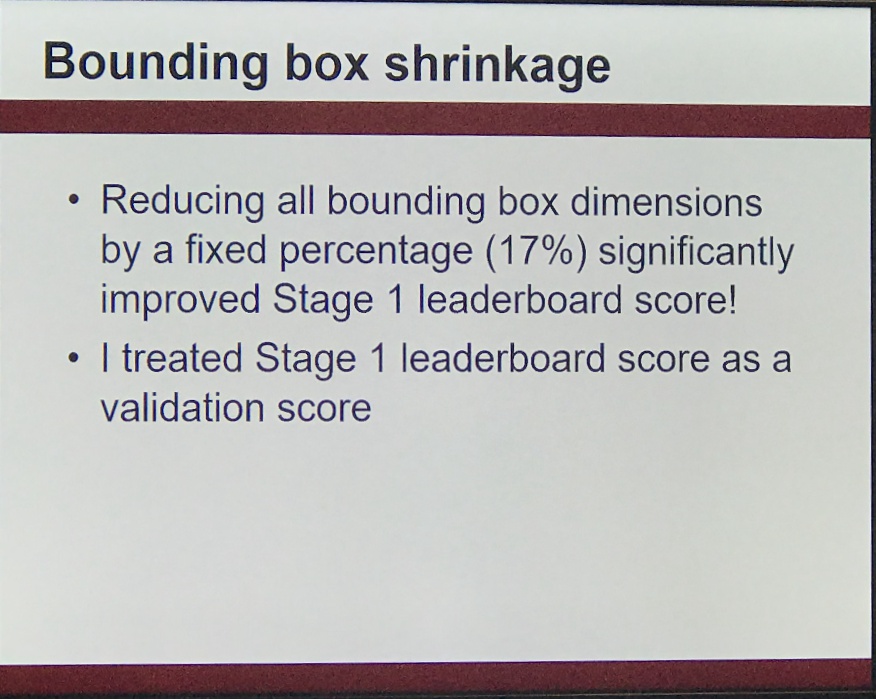 Bounding box shrinkage
• Reducing all bounding box dimensions
by a fixed percentage (17%) significantly
improved Stage 1 leaderboard score!
• I treated Stage 1 leaderboard score as a
validation score